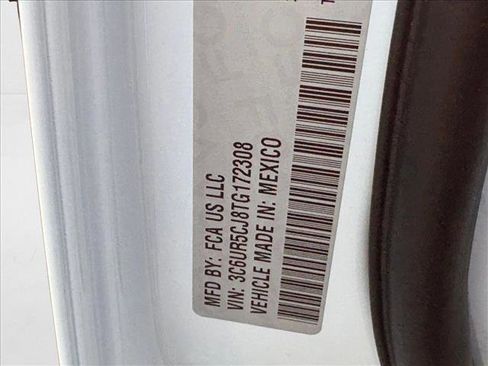 MFD BY: FCA US LLC
VIN: 3C6UR5CJ8TG172308
VEHICLE MADE IN: MEXICO